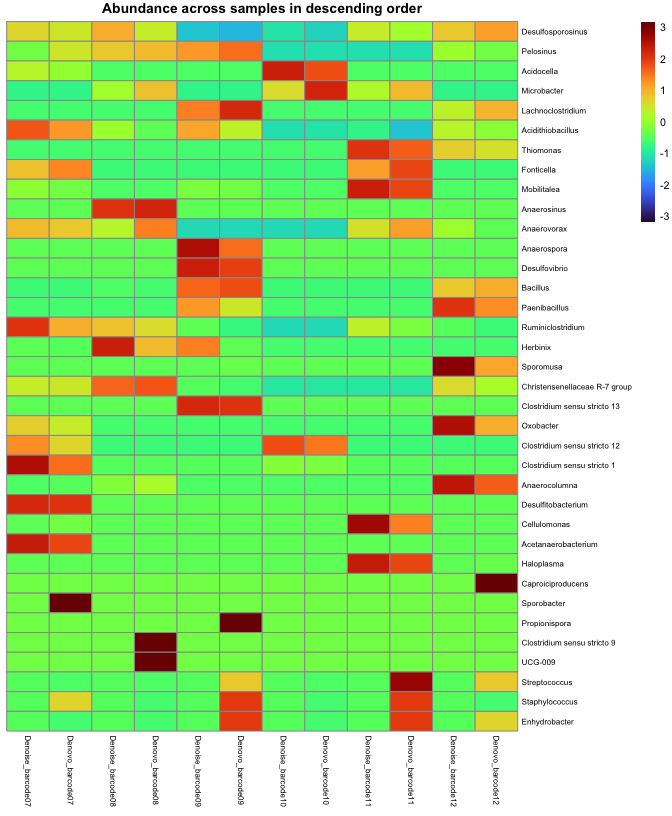 Abundance across samples in descending order
Desulfosporosinus
Pelosinus
Acidocella
Microbacter
Lachnoclostridium
Acidithiobacillus
Thiomonas
Fonticella
Mobilitalea
Anaerosinus
Anaerovorax
Anaerospora
Desulfovibrio
Bacillus
Paenibacillus
Ruminiclostridium
Herbinix
Sporomusa
Christensenellaceae R-7 group
Clostridium sensu stricto 13
Oxobacter
Clostridium sensu stricto 12
Clostridium sensu stricto 1
Anaerocolumna
Desulfitobacterium
Cellulomonas
Acetanaerobacterium
Haloplasma
Caproiciproducens
Sporobacter
Propionispora
Clostridium sensu stricto 9
UCG-009
Streptococcus
Staphylococcus
Enhydrobacter
3
2
1
0
-1
-2
-3
Denoise_barcode07
Denovo_barcode07
Denoise_barcode08
Denovo_barcode08
Denoise_barcode09
Denovo_barcode09
Denoise_barcode10
Denovo_barcode10
Denoise_barcode11
Denovo_barcode11
Denoise_barcode12
Denovo_barcode12